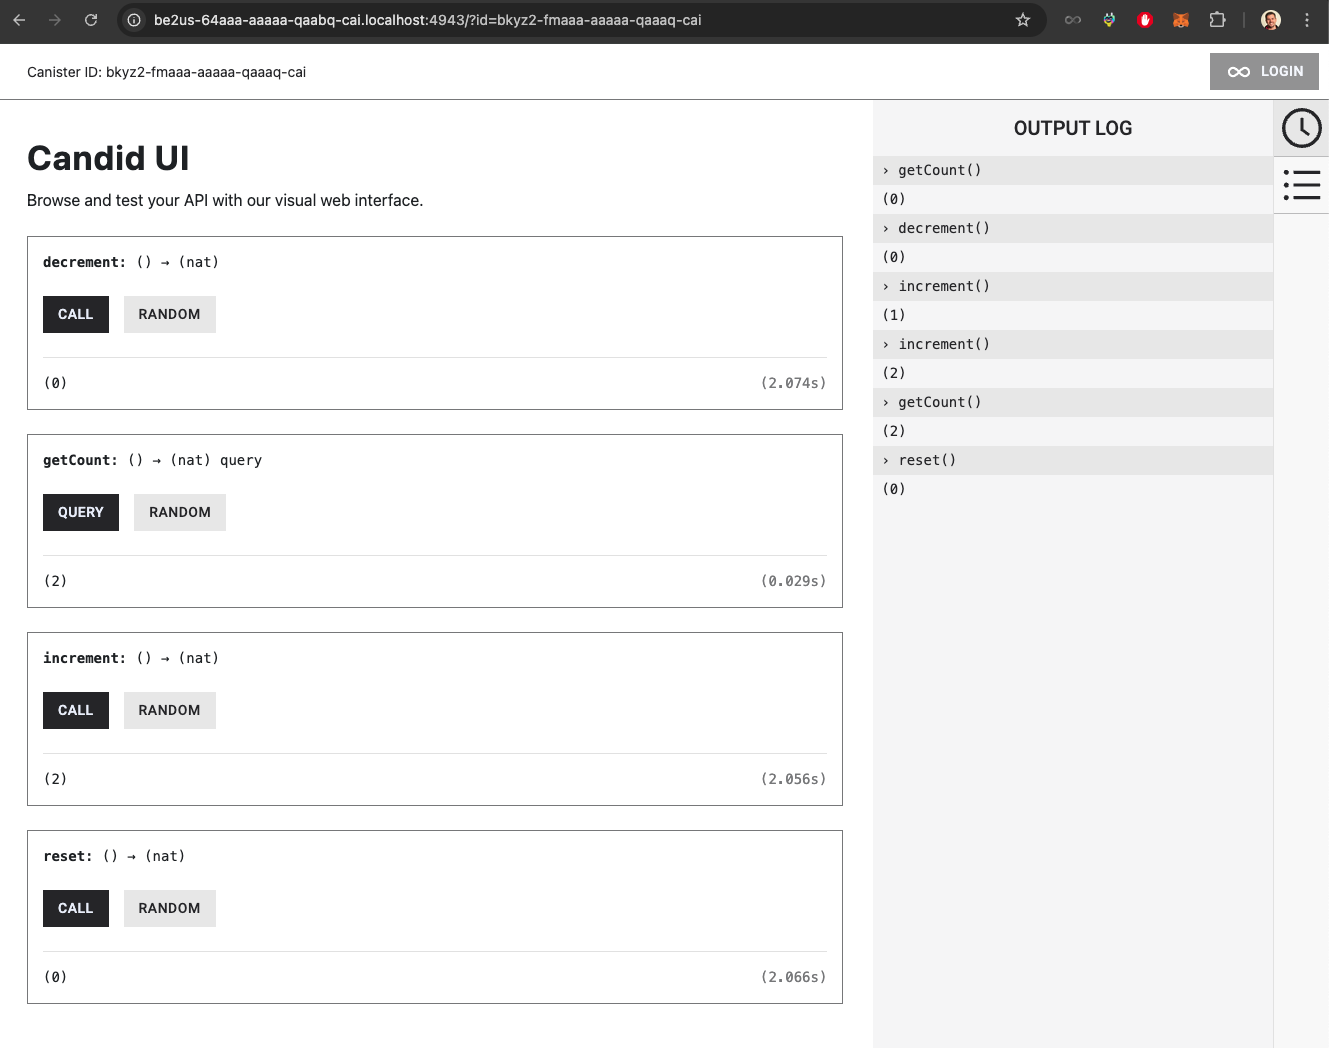 be2us-64aaa-aaaaa-qaabq-cai.localhost:4943/?id=bkyz2-fmaaa-aaaaa-qaaaq-cai
Canister ID: bkyz2-fmaaa-aaaaa-qaaaq-cai
LOGIN
Candid UI
Browse and test your API with our visual web interface.
decrement: () → (nat)
CALL RANDOM
(0) (2.074s)
getCount: () → (nat) query
QUERY RANDOM
(2) (0.029s)
increment: () → (nat)
CALL RANDOM
(2) (2.056s)
reset: () → (nat)
CALL RANDOM
(0) (2.066s)
OUTPUT LOG
› getCount()
(0)
› decrement()
(0)
› increment()
(1)
› increment()
(2)
› getCount()
(2)
› reset()
(0)